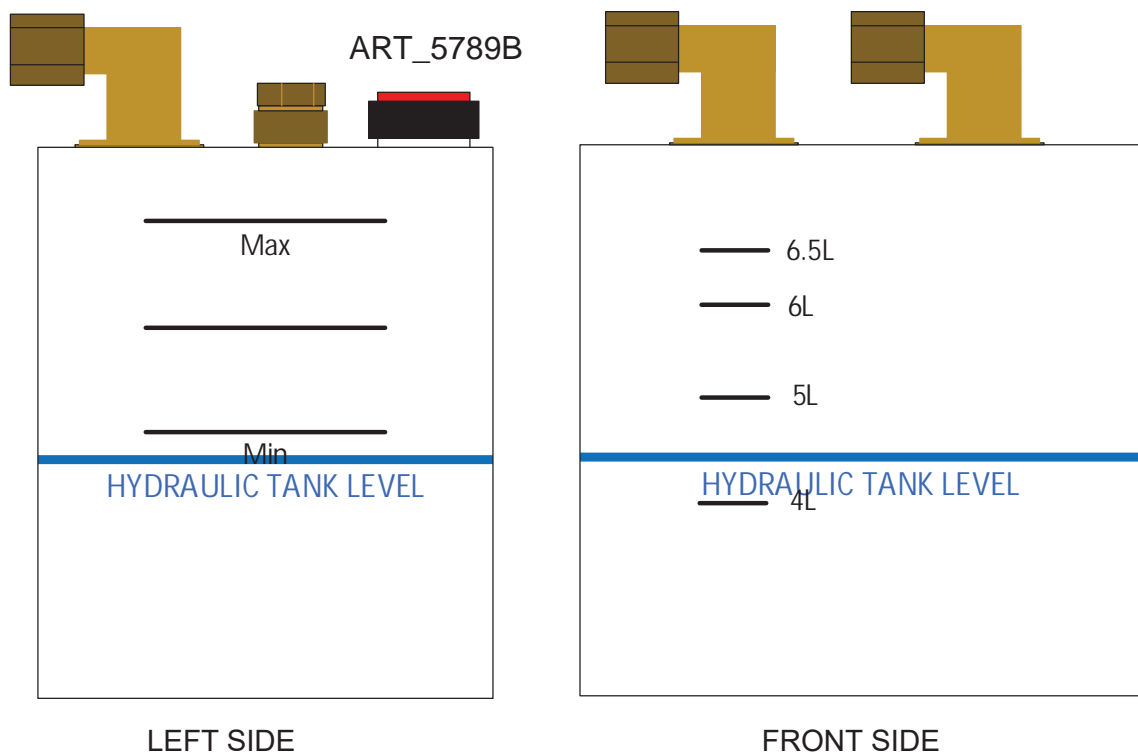 ART_5789B
Max
Min
HYDRAULIC TANK LEVEL
LEFT SIDE
6.5L
6L
5L
HYDRAULIC TANK LEVEL
4L
FRONT SIDE